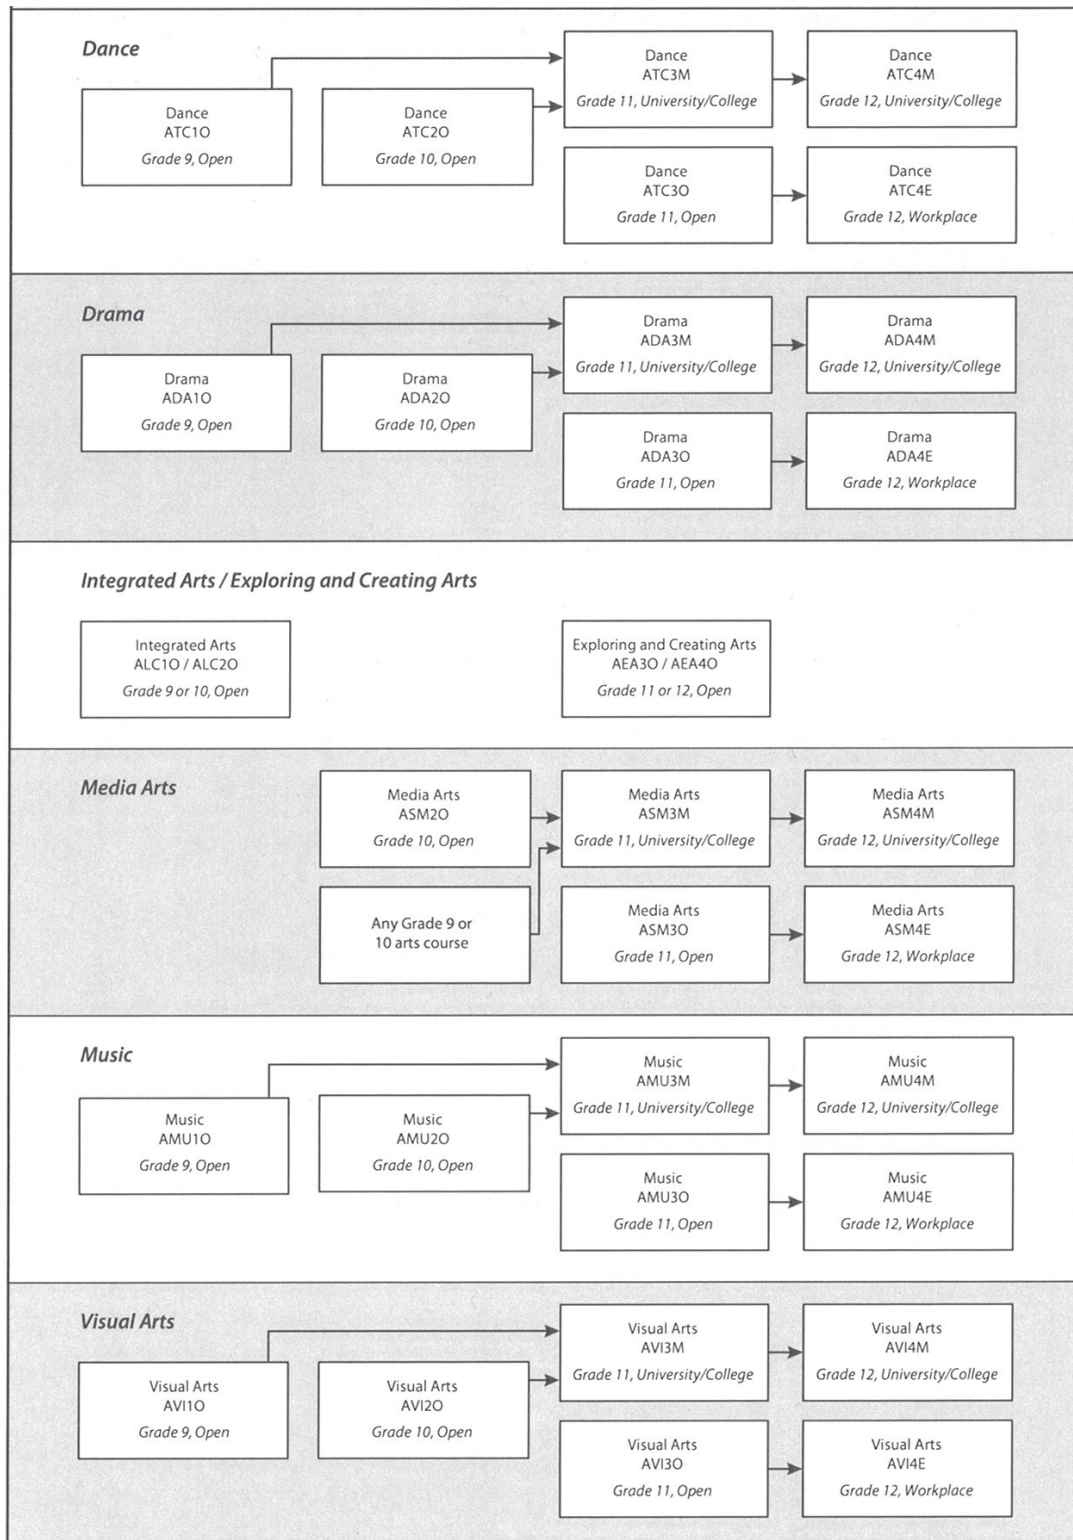 Dance
Dance
ATC3M
Grade 11, University/College
Dance
ATC4M
Grade 12, University/College
Dance
ATC1O
Grade 9, Open
Dance
ATC2O
Grade 10, Open
Dance
ATC3O
Grade 11, Open
Dance
ATC4E
Grade 12, Workplace
Drama
Drama
ADA3M
Grade 11, University/College
Drama
ADA4M
Grade 12, University/College
Drama
ADA1O
Grade 9, Open
Drama
ADA2O
Grade 10, Open
Drama
ADA3O
Grade 11, Open
Drama
ADA4E
Grade 12, Workplace
Integrated Arts / Exploring and Creating Arts
Integrated Arts
ALC1O / ALC2O
Grade 9 or 10, Open
Exploring and Creating Arts
AEA3O / AEA4O
Grade 11 or 12, Open
Media Arts
Media Arts
ASM2O
Grade 10, Open
Media Arts
ASM3M
Grade 11, University/College
Media Arts
ASM4M
Grade 12, University/College
Any Grade 9 or
10 arts course
Media Arts
ASM3O
Grade 11, Open
Media Arts
ASM4E
Grade 12, Workplace
Music
Music
AMU3M
Grade 11, University/College
Music
AMU4M
Grade 12, University/College
Music
AMU1O
Grade 9, Open
Music
AMU2O
Grade 10, Open
Music
AMU3O
Grade 11, Open
Music
AMU4E
Grade 12, Workplace
Visual Arts
Visual Arts
AVI3M
Grade 11, University/College
Visual Arts
AVI4M
Grade 12, University/College
Visual Arts
AVI1O
Grade 9, Open
Visual Arts
AVI2O
Grade 10, Open
Visual Arts
AVI3O
Grade 11, Open
Visual Arts
AVI4E
Grade 12, Workplace